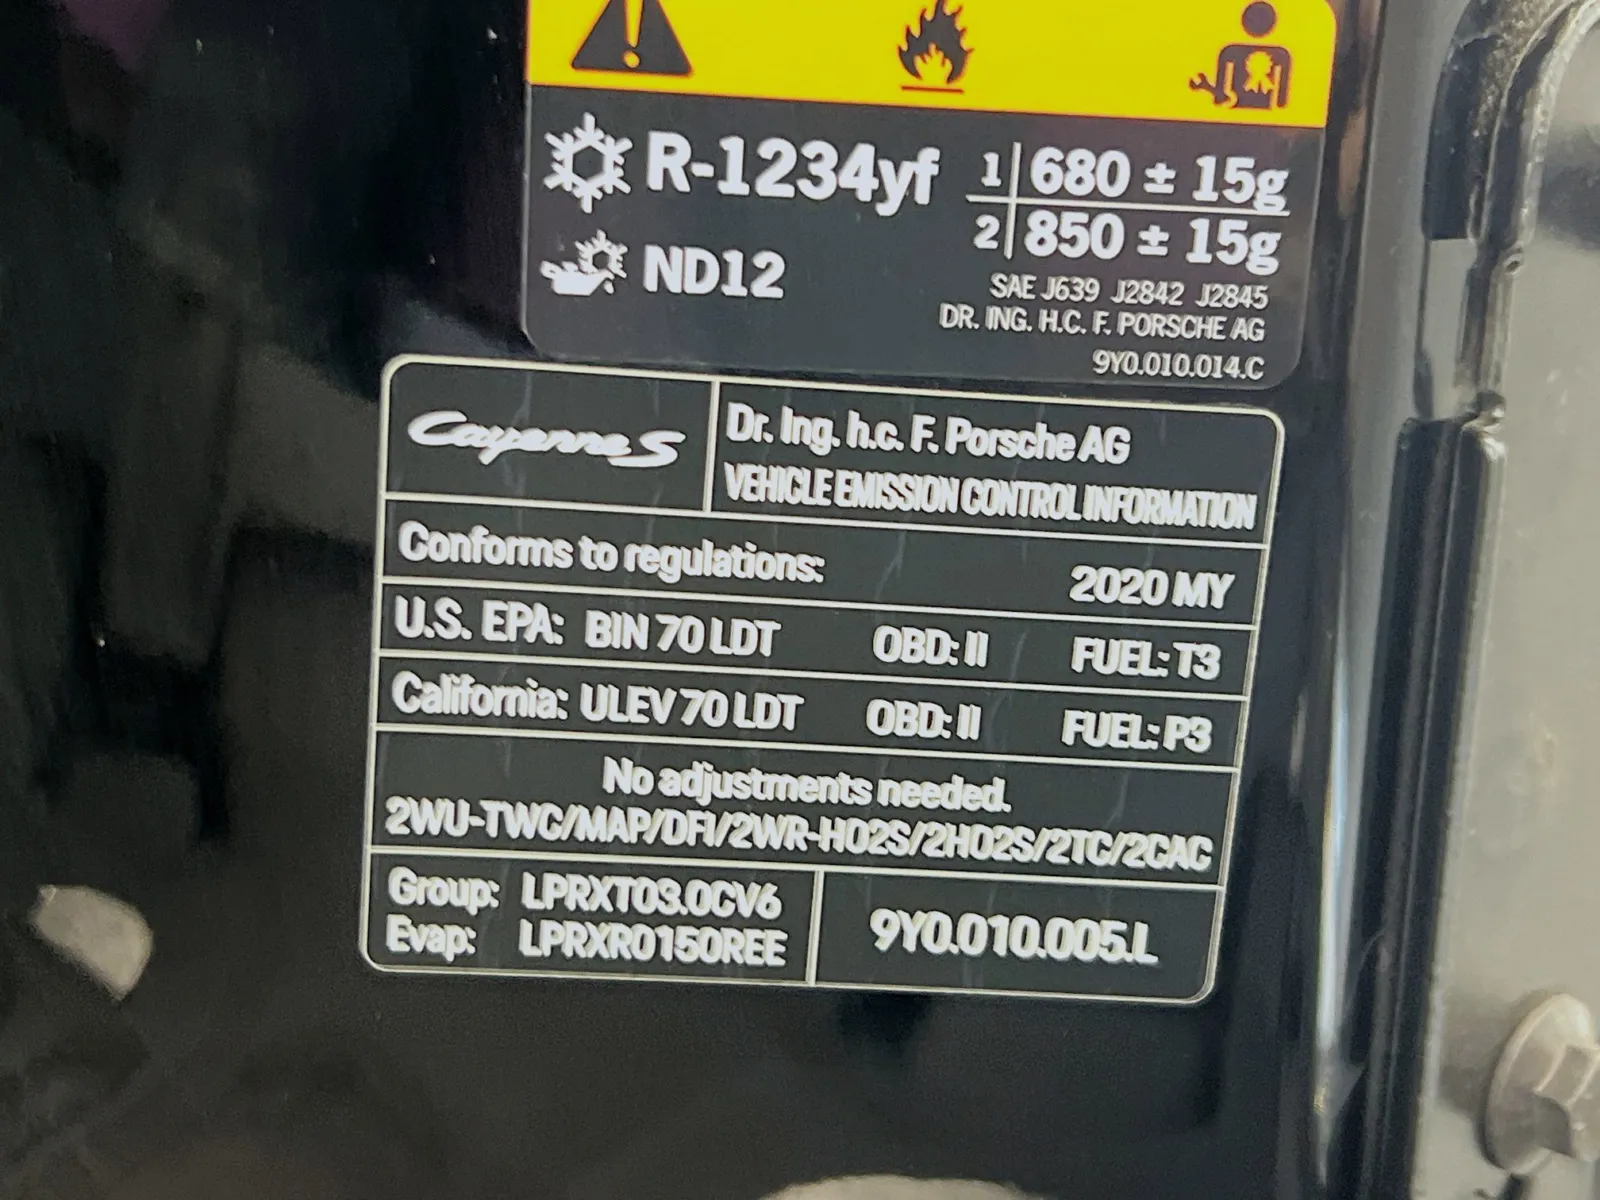 R-1234yf
1 680 ± 15g
2 850 ± 15g
ND12
SAE J639 J2842 J2845
DR. ING. H.C. F. PORSCHE AG
9Y0.010.014.C
Cayenne S
Dr. Ing. h.c. F. Porsche AG
VEHICLE EMISSION CONTROL INFORMATION
Conforms to regulations: 2020 MY
U.S. EPA: BIN 70 LDT OBD: II FUEL: T3
California: ULEV 70 LDT OBD: II FUEL: P3
No adjustments needed.
2WU-TWC/MAP/DFI/2WR-HO2S/2HO2S/2TC/2CAC
Group: LPRXT03.0CV6
Evap: LPRXR0150REE
9Y0.010.005.L